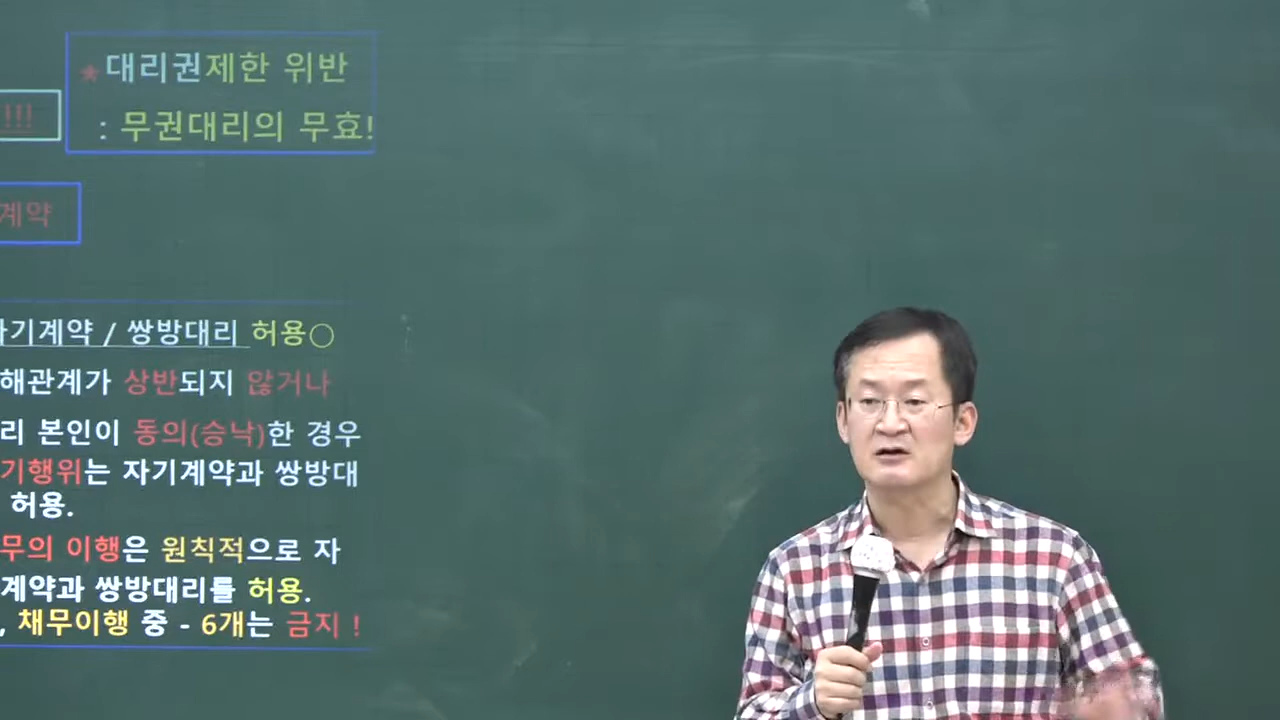 *대리권제한 위반
!!!
: 무권대리의 무효!
계약
자기계약 / 쌍방대리 허용○
해관계가 상반되지 않거나
리 본인이 동의(승낙)한 경우
기행위는 자기계약과 쌍방대
허용.
무의 이행은 원칙적으로 자
계약과 쌍방대리를 허용.
, 채무이행 중 - 6개는 금지 !